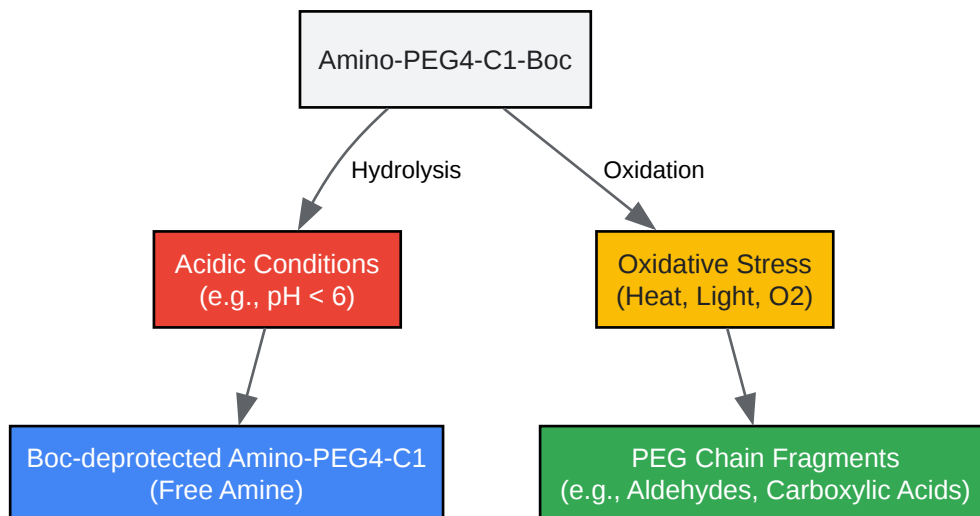 Amino-PEG4-C1-Boc
Hydrolysis
Oxidation
Acidic Conditions
(e.g., pH < 6)
Oxidative Stress
(Heat, Light, O2)
Boc-deprotected Amino-PEG4-C1
(Free Amine)
PEG Chain Fragments
(e.g., Aldehydes, Carboxylic Acids)